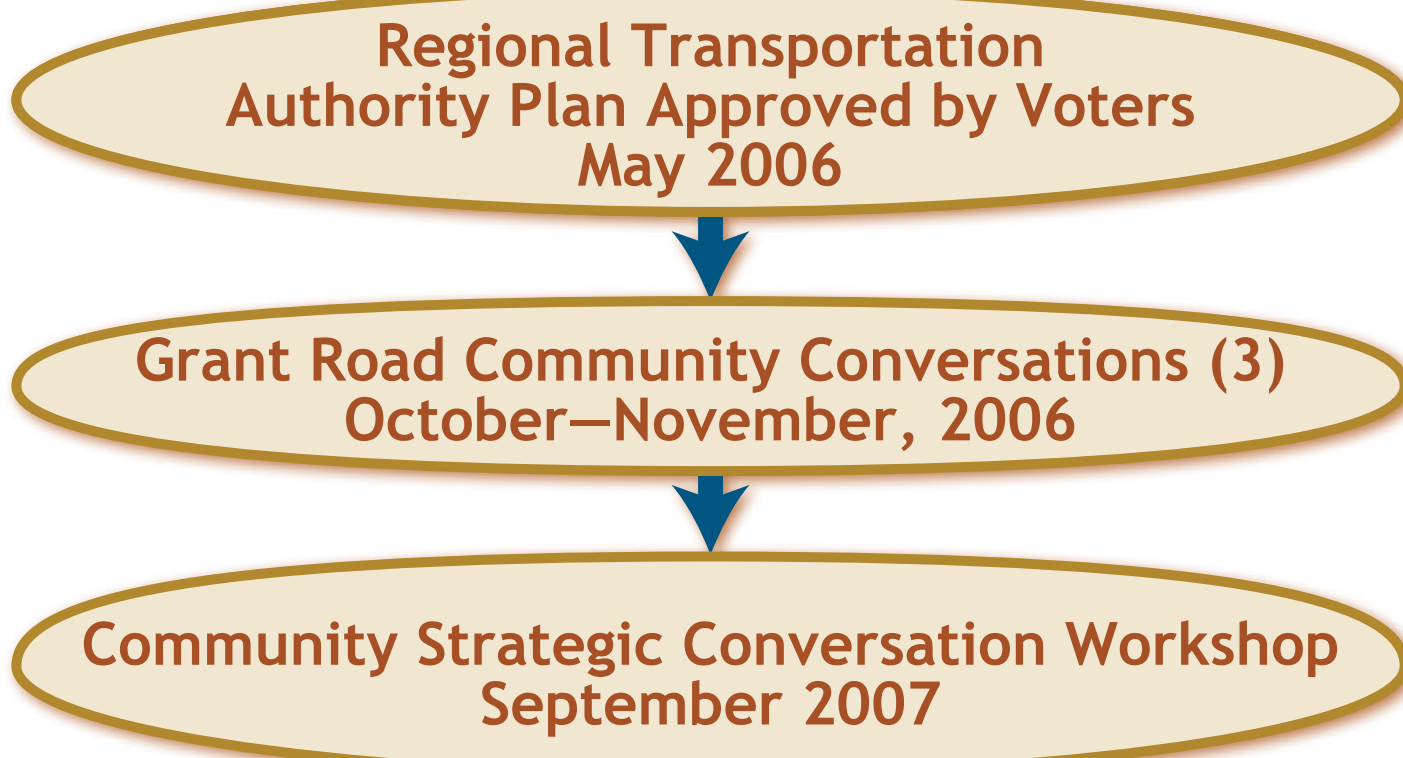 Regional Transportation
Authority Plan Approved by Voters
May 2006
Grant Road Community Conversations (3)
October—November, 2006
Community Strategic Conversation Workshop
September 2007